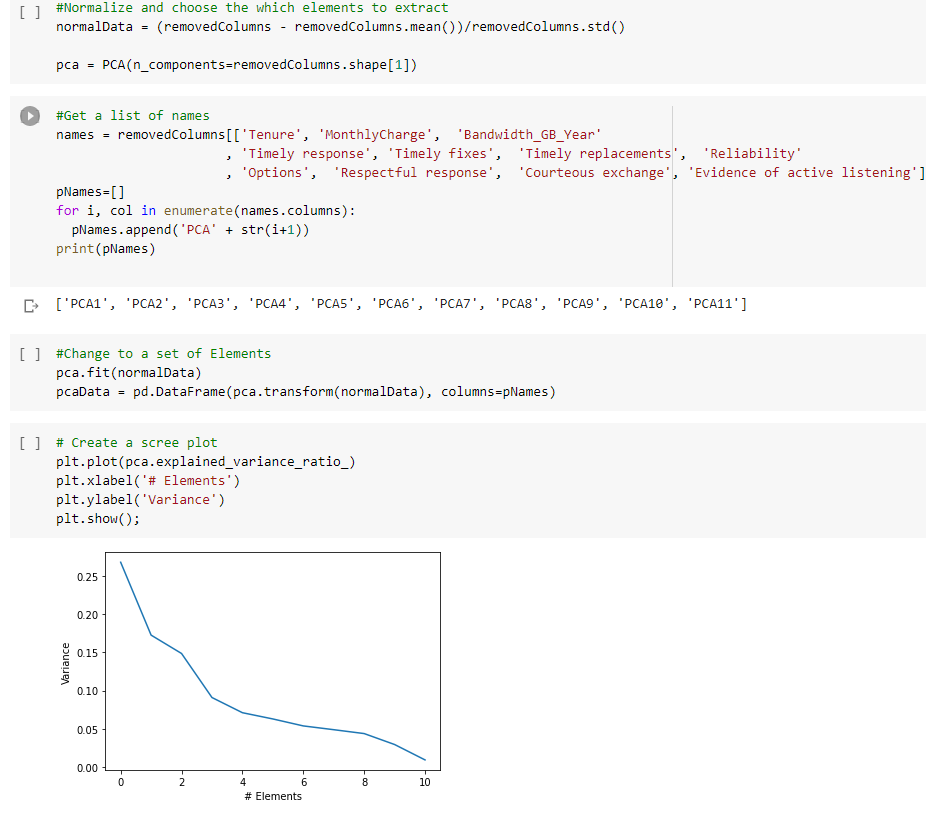 [ ] #Normalize and choose the which elements to extract
normalData = (removedColumns - removedColumns.mean())/removedColumns.std()
pca = PCA(n_components=removedColumns.shape[1])
#Get a list of names
names = removedColumns[['Tenure', 'MonthlyCharge', 'Bandwidth_GB_Year'
, 'Timely response', 'Timely fixes', 'Timely replacements', 'Reliability'
, 'Options', 'Respectful response', 'Courteous exchange', 'Evidence of active listening']
pNames=[]
for i, col in enumerate(names.columns):
pNames.append('PCA' + str(i+1))
print(pNames)
['PCA1', 'PCA2', 'PCA3', 'PCA4', 'PCA5', 'PCA6', 'PCA7', 'PCA8', 'PCA9', 'PCA10', 'PCA11']
[ ] #Change to a set of Elements
pca.fit(normalData)
pcaData = pd.DataFrame(pca.transform(normalData), columns=pNames)
[ ] # Create a scree plot
plt.plot(pca.explained_variance_ratio_)
plt.xlabel('# Elements')
plt.ylabel('Variance')
plt.show();
0.25
0.20
0.15
0.10
0.05
0.00
Variance
0 2 4 6 8 10
# Elements